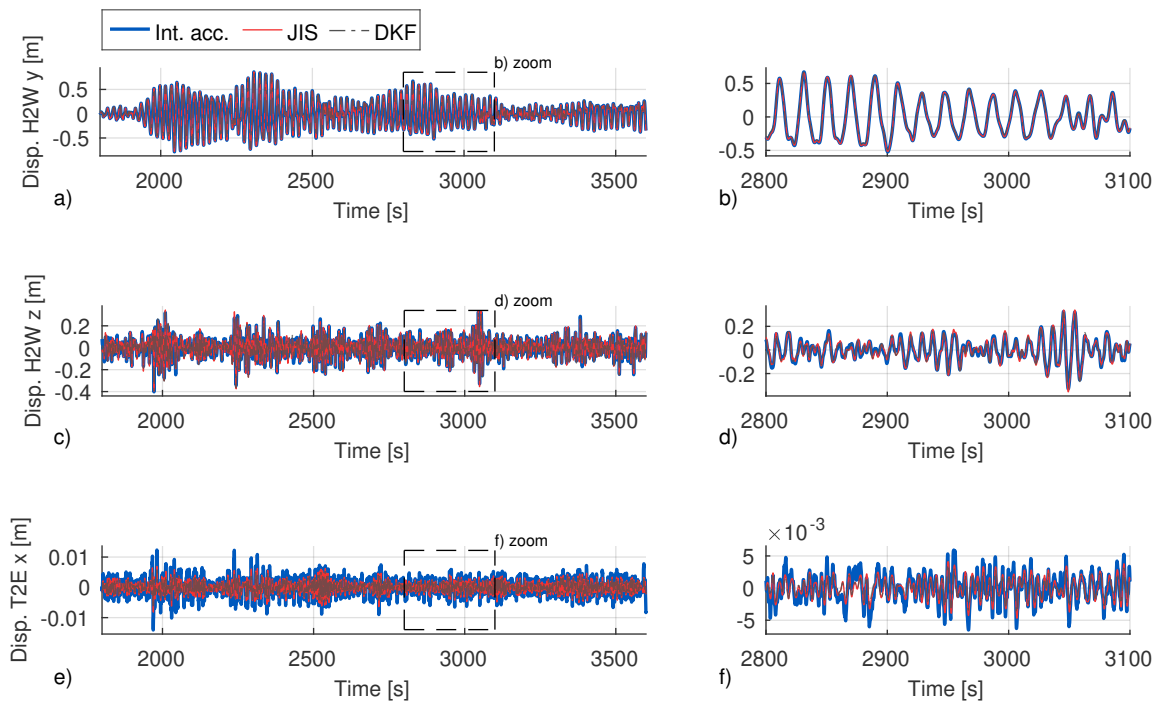 Int. acc. JIS DKF
Disp. H2W y [m]
0.5
0
-0.5
b) zoom
2000 2500 3000 3500
a)
Time [s]
0.5
0
-0.5
2800 2900 3000 3100
b)
Time [s]
Disp. H2W z [m]
0.2
0
-0.2
-0.4
d) zoom
2000 2500 3000 3500
c)
Time [s]
0.2
0
-0.2
2800 2900 3000 3100
d)
Time [s]
Disp. T2E x [m]
0.01
0
-0.01
f) zoom
2000 2500 3000 3500
e)
Time [s]
× 10⁻³
5
0
-5
2800 2900 3000 3100
f)
Time [s]